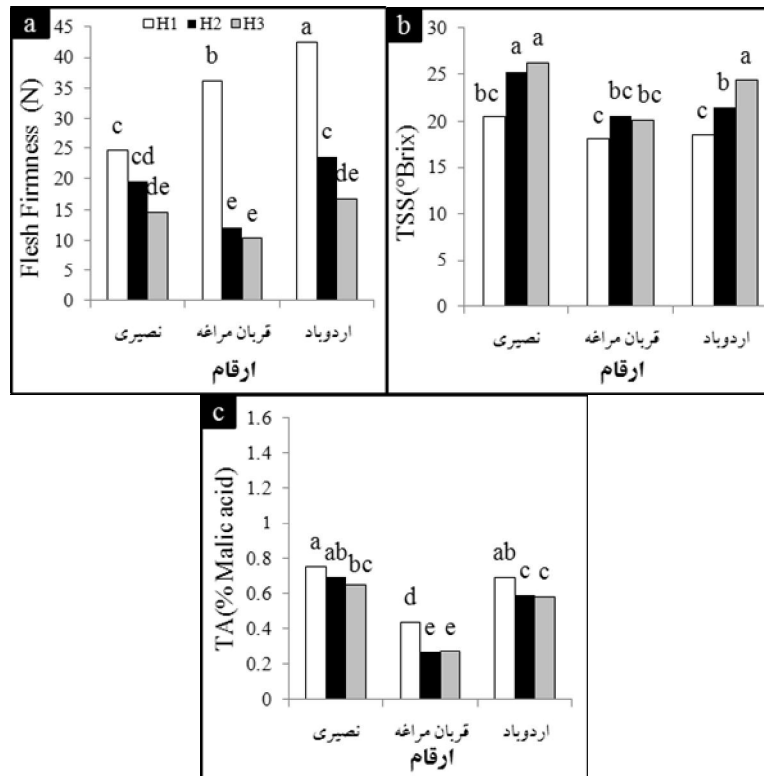 a
H1 H2 H3
Flesh Firmness (N)
45
40
35
30
25
20
15
10
5
0
c cd de
b e e
a c de
نصیری قربان مراغه اردوباد
ارقام
b
TSS(°Brix)
30
25
20
15
10
5
0
bc a a
c bc bc
c b a
نصیری قربان مراغه اردوباد
ارقام
c
TA(% Malic acid)
1.6
1.4
1.2
1
0.8
0.6
0.4
0.2
0
a ab bc
d e e
ab c c
نصیری قربان مراغه اردوباد
ارقام